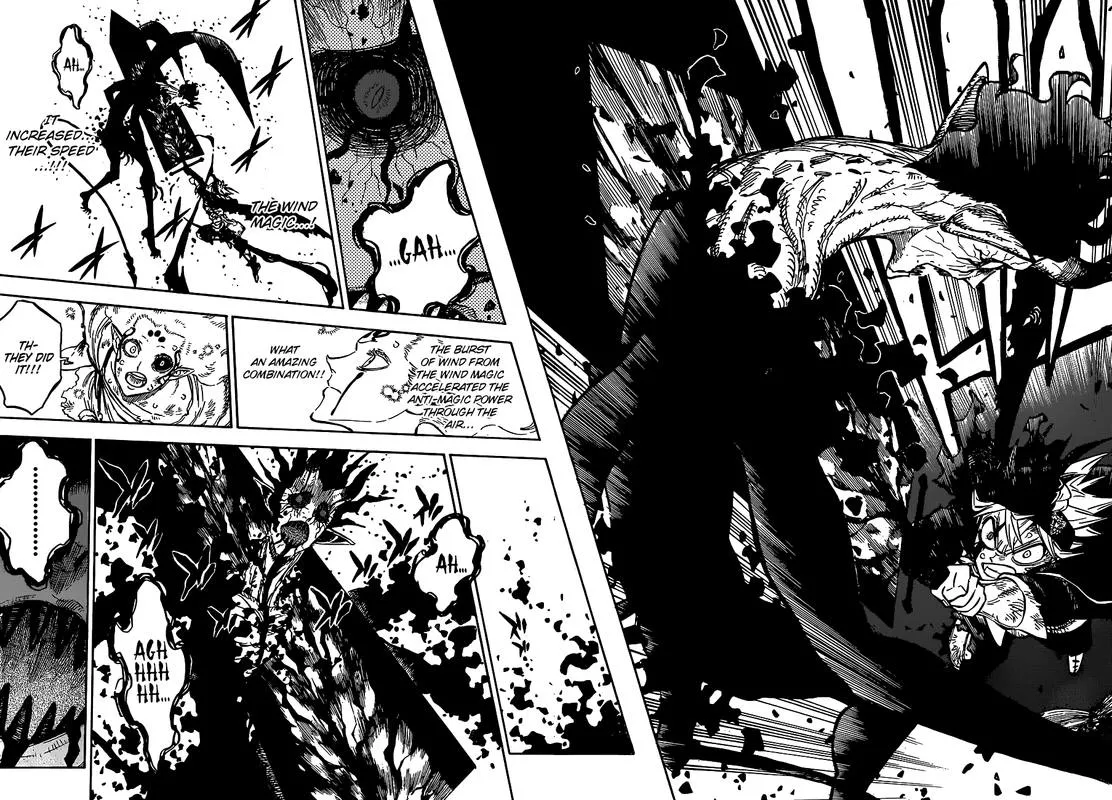 ...GAH...
AH...
IT
INCREASED...
THEIR SPEED
...!!!
THE WIND
MAGIC...!
THE BURST
OF WIND FROM
THE WIND MAGIC
ACCELERATED THE
ANTI-MAGIC POWER
THROUGH THE
AIR...
WHAT
AN AMAZING
COMBINATION!!
TH-
THEY DID
IT!!!
AH...
AGH
HHH
HH...
.........